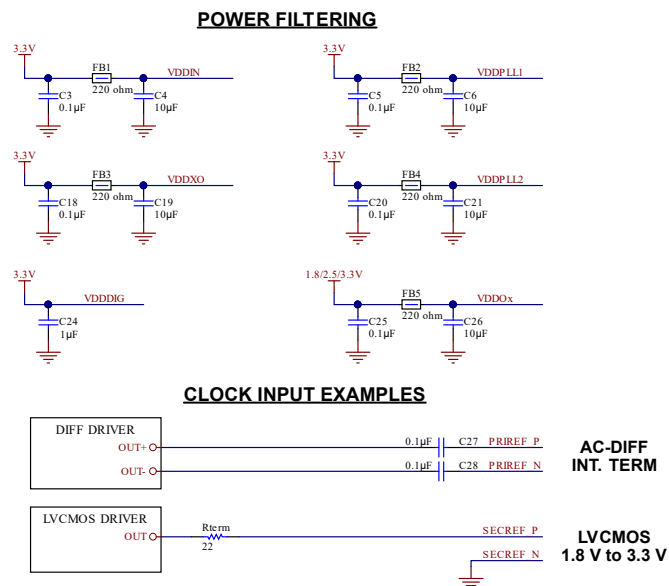 POWER FILTERING
3.3V
FB1
VDDIN
220 ohm
C3
0.1µF
C4
10µF
3.3V
FB2
VDDPLL1
220 ohm
C5
0.1µF
C6
10µF
3.3V
FB3
VDDXO
220 ohm
C18
0.1µF
C19
10µF
3.3V
FB4
VDDPLL2
220 ohm
C20
0.1µF
C21
10µF
3.3V
VDDDIG
C24
1µF
1.8/2.5/3.3V
FB5
VDDOx
220 ohm
C25
0.1µF
C26
10µF
CLOCK INPUT EXAMPLES
DIFF DRIVER
OUT+
0.1µF C27 PRIREF_P
OUT-
0.1µF C28 PRIREF_N
AC-DIFF
INT. TERM
LVCMOS DRIVER
OUT
Rterm
22
SECREF_P
SECREF_N
LVCMOS
1.8 V to 3.3 V